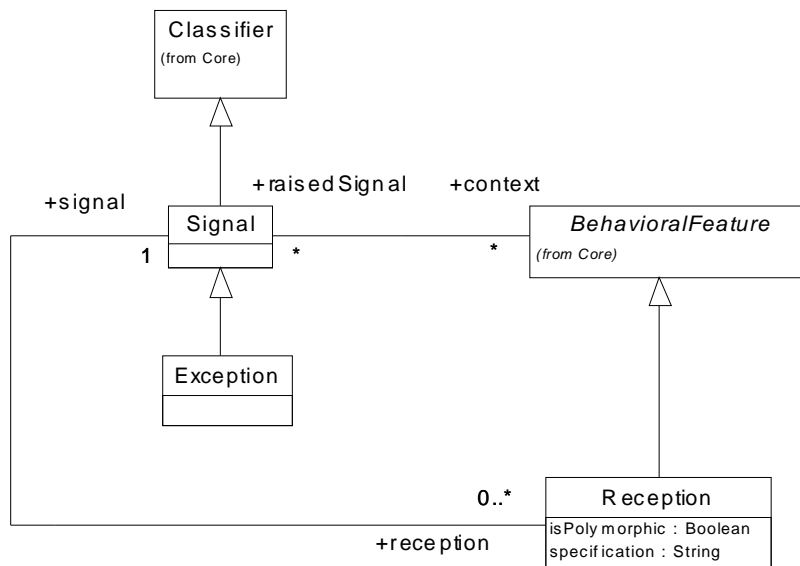 Classifier
(from Core)
+raisedSignal
+context
+signal
Signal
BehavioralFeature
1
*
*
(from Core)
Exception
0..*
Reception
isPolymorphic : Boolean
+reception
specification : String